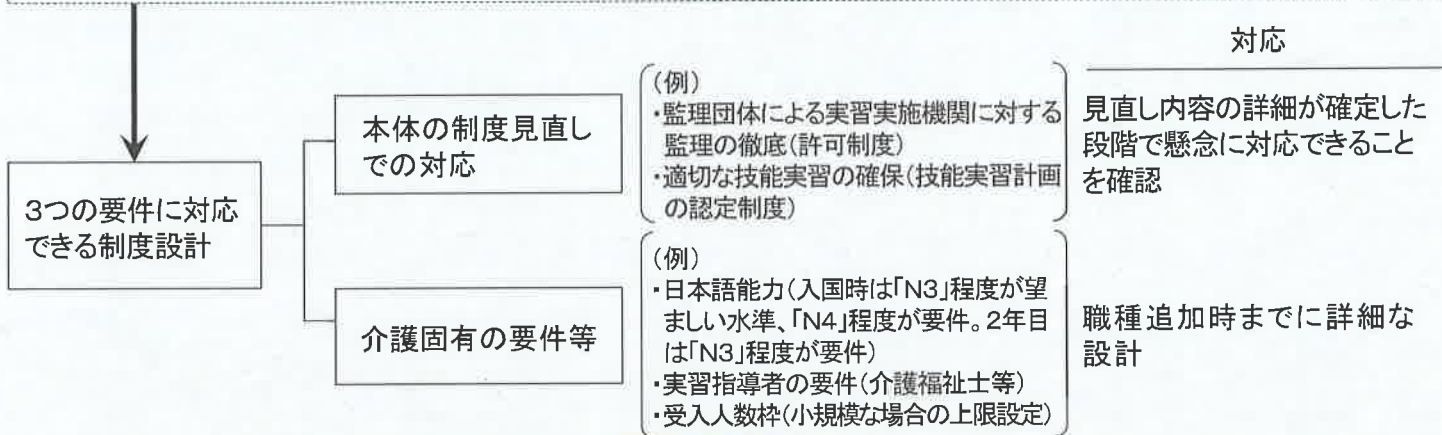 対応
3つの要件に対応
できる制度設計
本体の制度見直し
での対応
(例)
・監理団体による実習実施機関に対する
監理の徹底(許可制度)
・適切な技能実習の確保(技能実習計画
の認定制度)
見直し内容の詳細が確定した
段階で懸念に対応できること
を確認
介護固有の要件等
(例)
・日本語能力(入国時は「N3」程度が望
ましい水準、「N4」程度が要件。2年目
は「N3」程度が要件)
・実習指導者の要件(介護福祉士等)
・受入人数枠(小規模な場合の上限設定)
職種追加時までに詳細な
設計